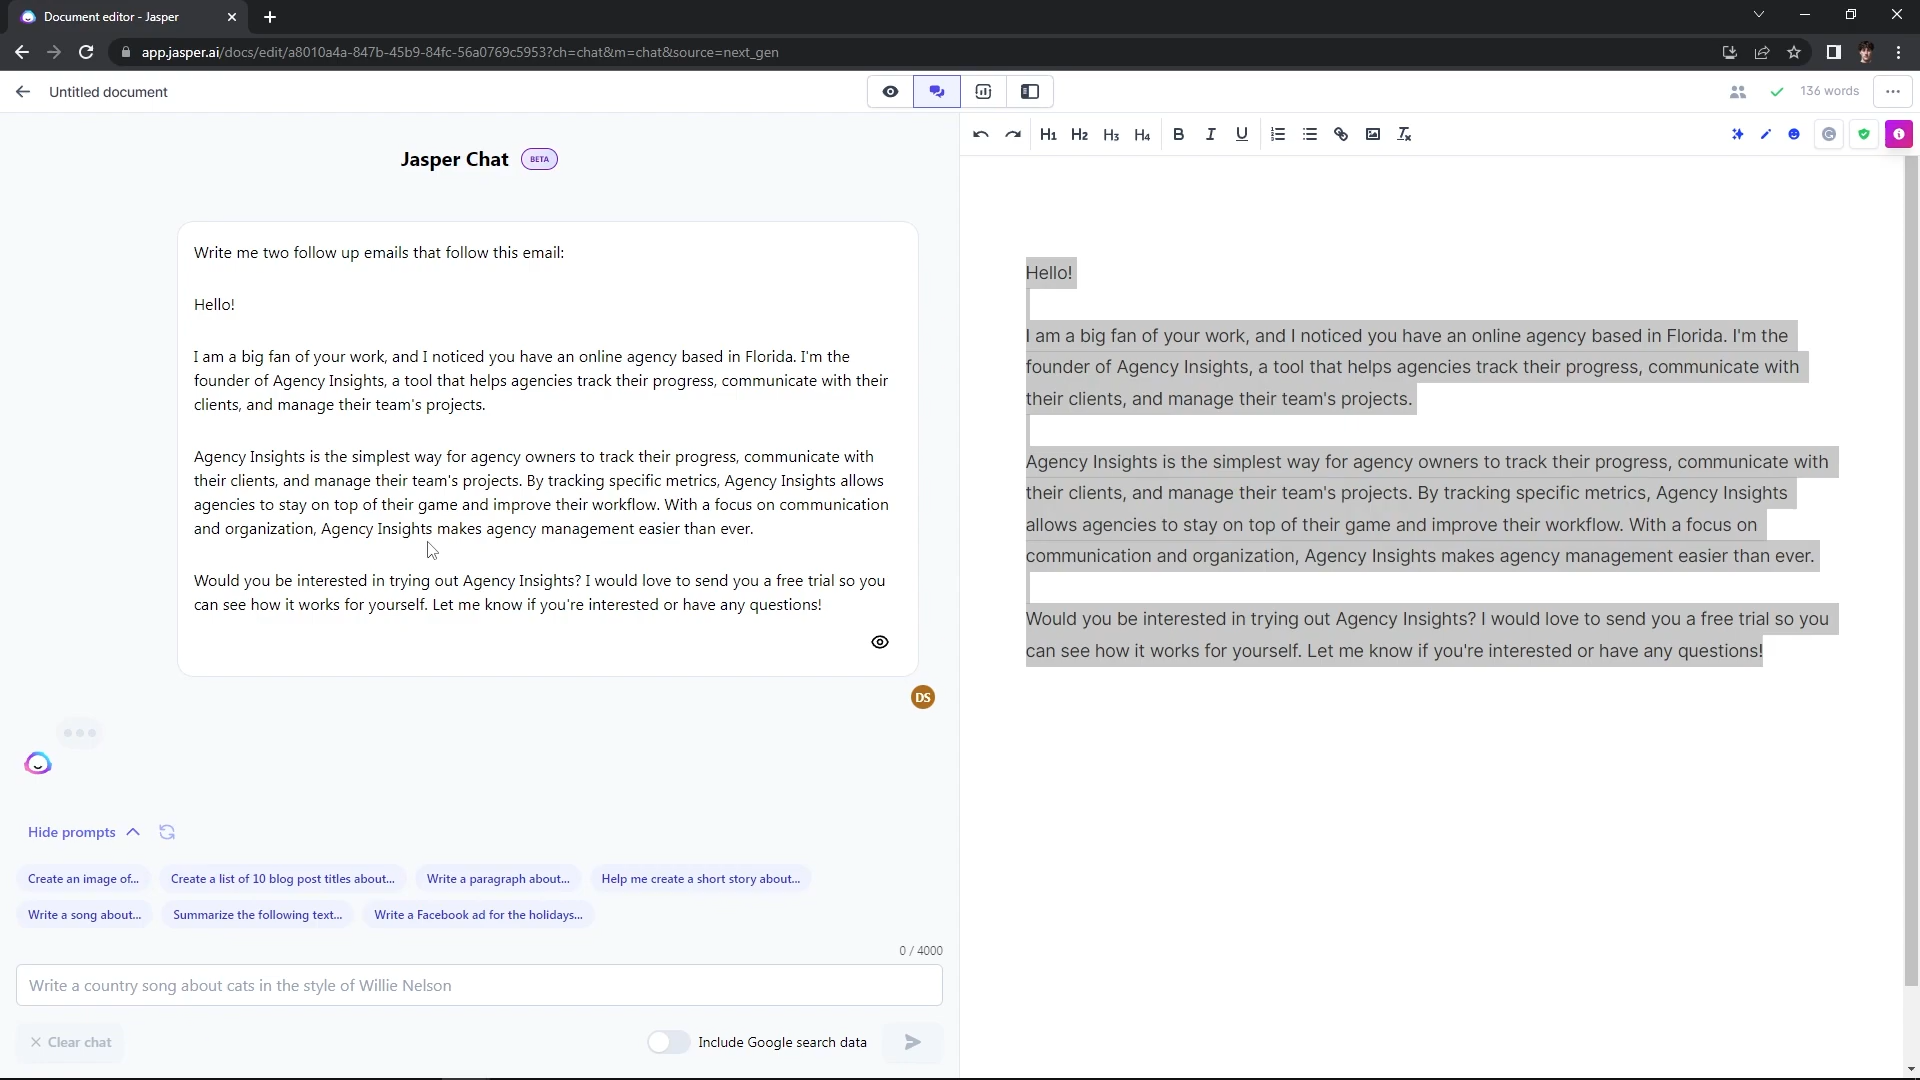 Document editor - Jasper
app.jasper.ai/docs/edit/a8010a4a-847b-45b9-84fc-56a0769c5953?ch=chat&m=chat&source=next_gen
Untitled document
136 words
Jasper Chat BETA
H1 H2 H3 H4 B I U
Write me two follow up emails that follow this email:
Hello!
I am a big fan of your work, and I noticed you have an online agency based in Florida. I'm the
founder of Agency Insights, a tool that helps agencies track their progress, communicate with their
clients, and manage their team's projects.
Agency Insights is the simplest way for agency owners to track their progress, communicate with
their clients, and manage their team's projects. By tracking specific metrics, Agency Insights allows
agencies to stay on top of their game and improve their workflow. With a focus on communication
and organization, Agency Insights makes agency management easier than ever.
Would you be interested in trying out Agency Insights? I would love to send you a free trial so you
can see how it works for yourself. Let me know if you're interested or have any questions!
DS
Hide prompts
Create an image of...
Create a list of 10 blog post titles about...
Write a paragraph about...
Help me create a short story about...
Write a song about...
Summarize the following text...
Write a Facebook ad for the holidays...
0 / 4000
Write a country song about cats in the style of Willie Nelson
Clear chat
Include Google search data
Hello!
I am a big fan of your work, and I noticed you have an online agency based in Florida. I'm the
founder of Agency Insights, a tool that helps agencies track their progress, communicate with
their clients, and manage their team's projects.
Agency Insights is the simplest way for agency owners to track their progress, communicate with
their clients, and manage their team's projects. By tracking specific metrics, Agency Insights
allows agencies to stay on top of their game and improve their workflow. With a focus on
communication and organization, Agency Insights makes agency management easier than ever.
Would you be interested in trying out Agency Insights? I would love to send you a free trial so you
can see how it works for yourself. Let me know if you're interested or have any questions!